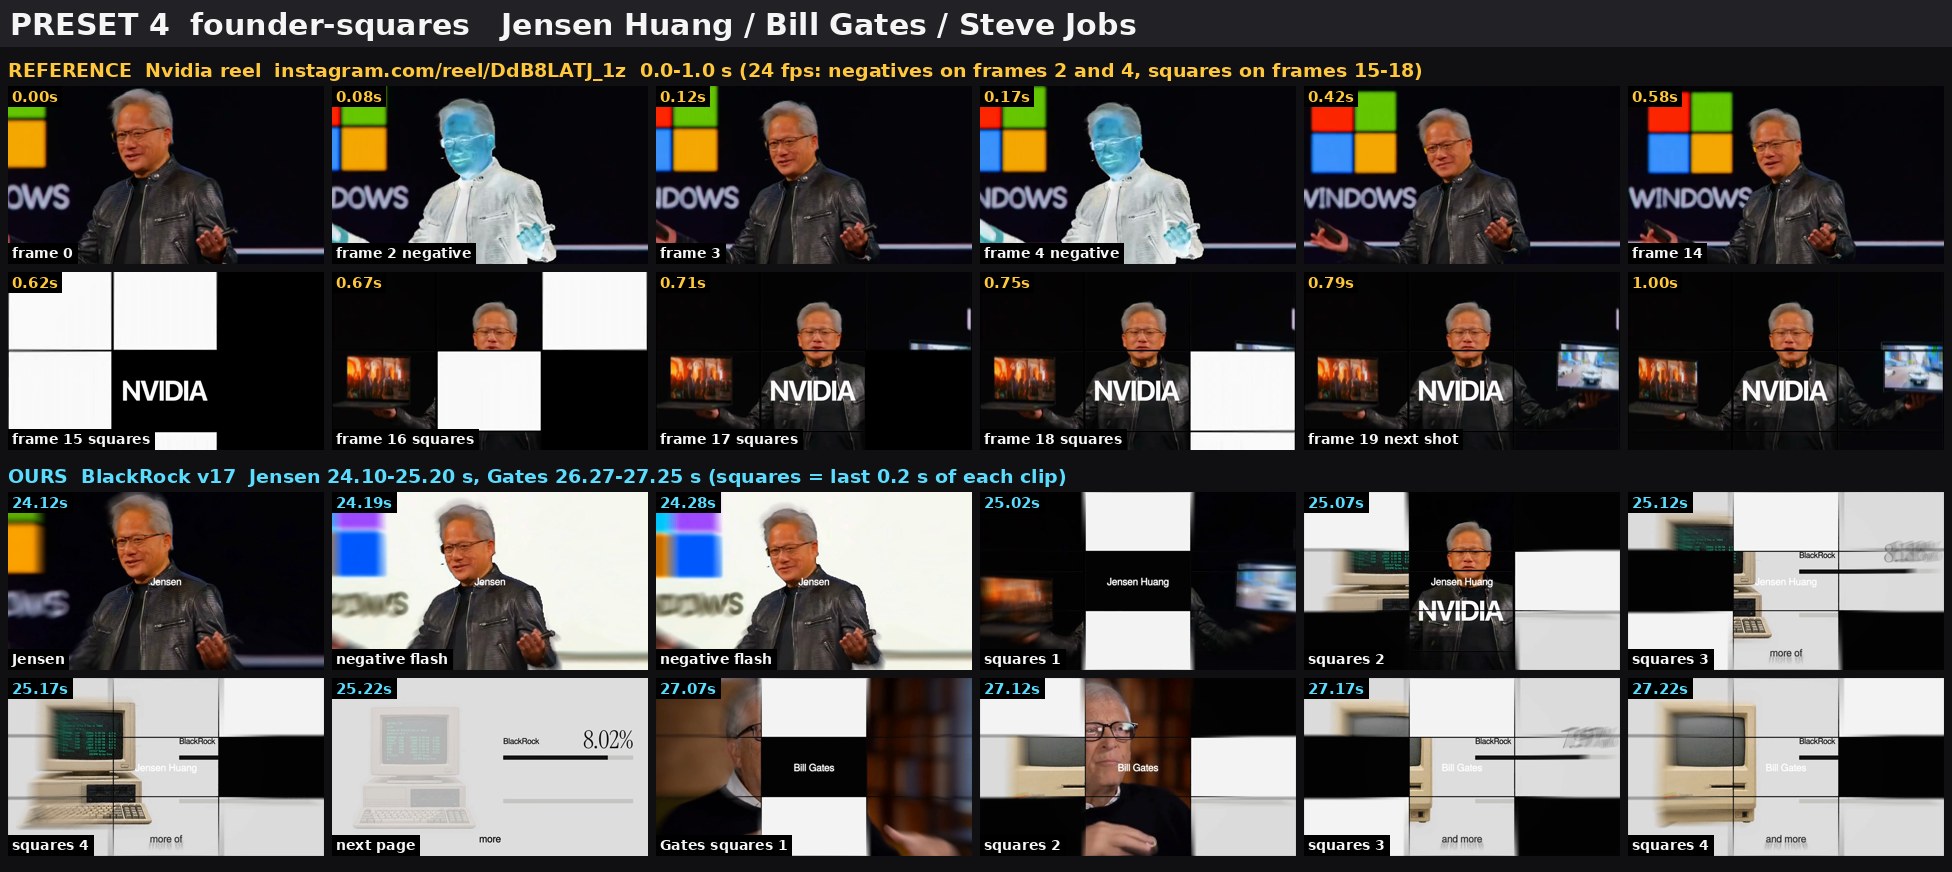 PRESET 4  founder-squares   Jensen Huang / Bill Gates / Steve Jobs
REFERENCE  Nvidia reel  instagram.com/reel/DdB8LATJ_1z  0.0-1.0 s (24 fps: negatives on frames 2 and 4, squares on frames 15-18)
0.00s
OWS
frame 0
0.08s
DOWS
frame 2 negative
0.12s
NDOWS
frame 3
0.17s
NDOWS
frame 4 negative
0.42s
WINDOWS
frame 14
0.58s
WINDOWS
0.62s
NVIDIA
frame 15 squares
0.67s
frame 16 squares
0.71s
NVIDIA
frame 17 squares
0.75s
NVIDIA
frame 18 squares
0.79s
NVIDIA
frame 19 next shot
1.00s
NVIDIA
OURS  BlackRock v17  Jensen 24.10-25.20 s, Gates 26.27-27.25 s (squares = last 0.2 s of each clip)
24.12s
Jensen
Jensen
24.19s
Jensen
negative flash
24.28s
Jensen
negative flash
25.02s
Jensen Huang
squares 1
25.07s
Jensen Huang
NVIDIA
squares 2
25.12s
BlackRock
Jensen Huang
more of
squares 3
25.17s
BlackRock
Jensen Huang
more of
squares 4
25.22s
BlackRock
8.02%
more
next page
27.07s
Bill Gates
Gates squares 1
27.12s
Bill Gates
squares 2
27.17s
BlackRock
Bill Gates
and more
squares 3
27.22s
BlackRock
Bill Gates
and more
squares 4